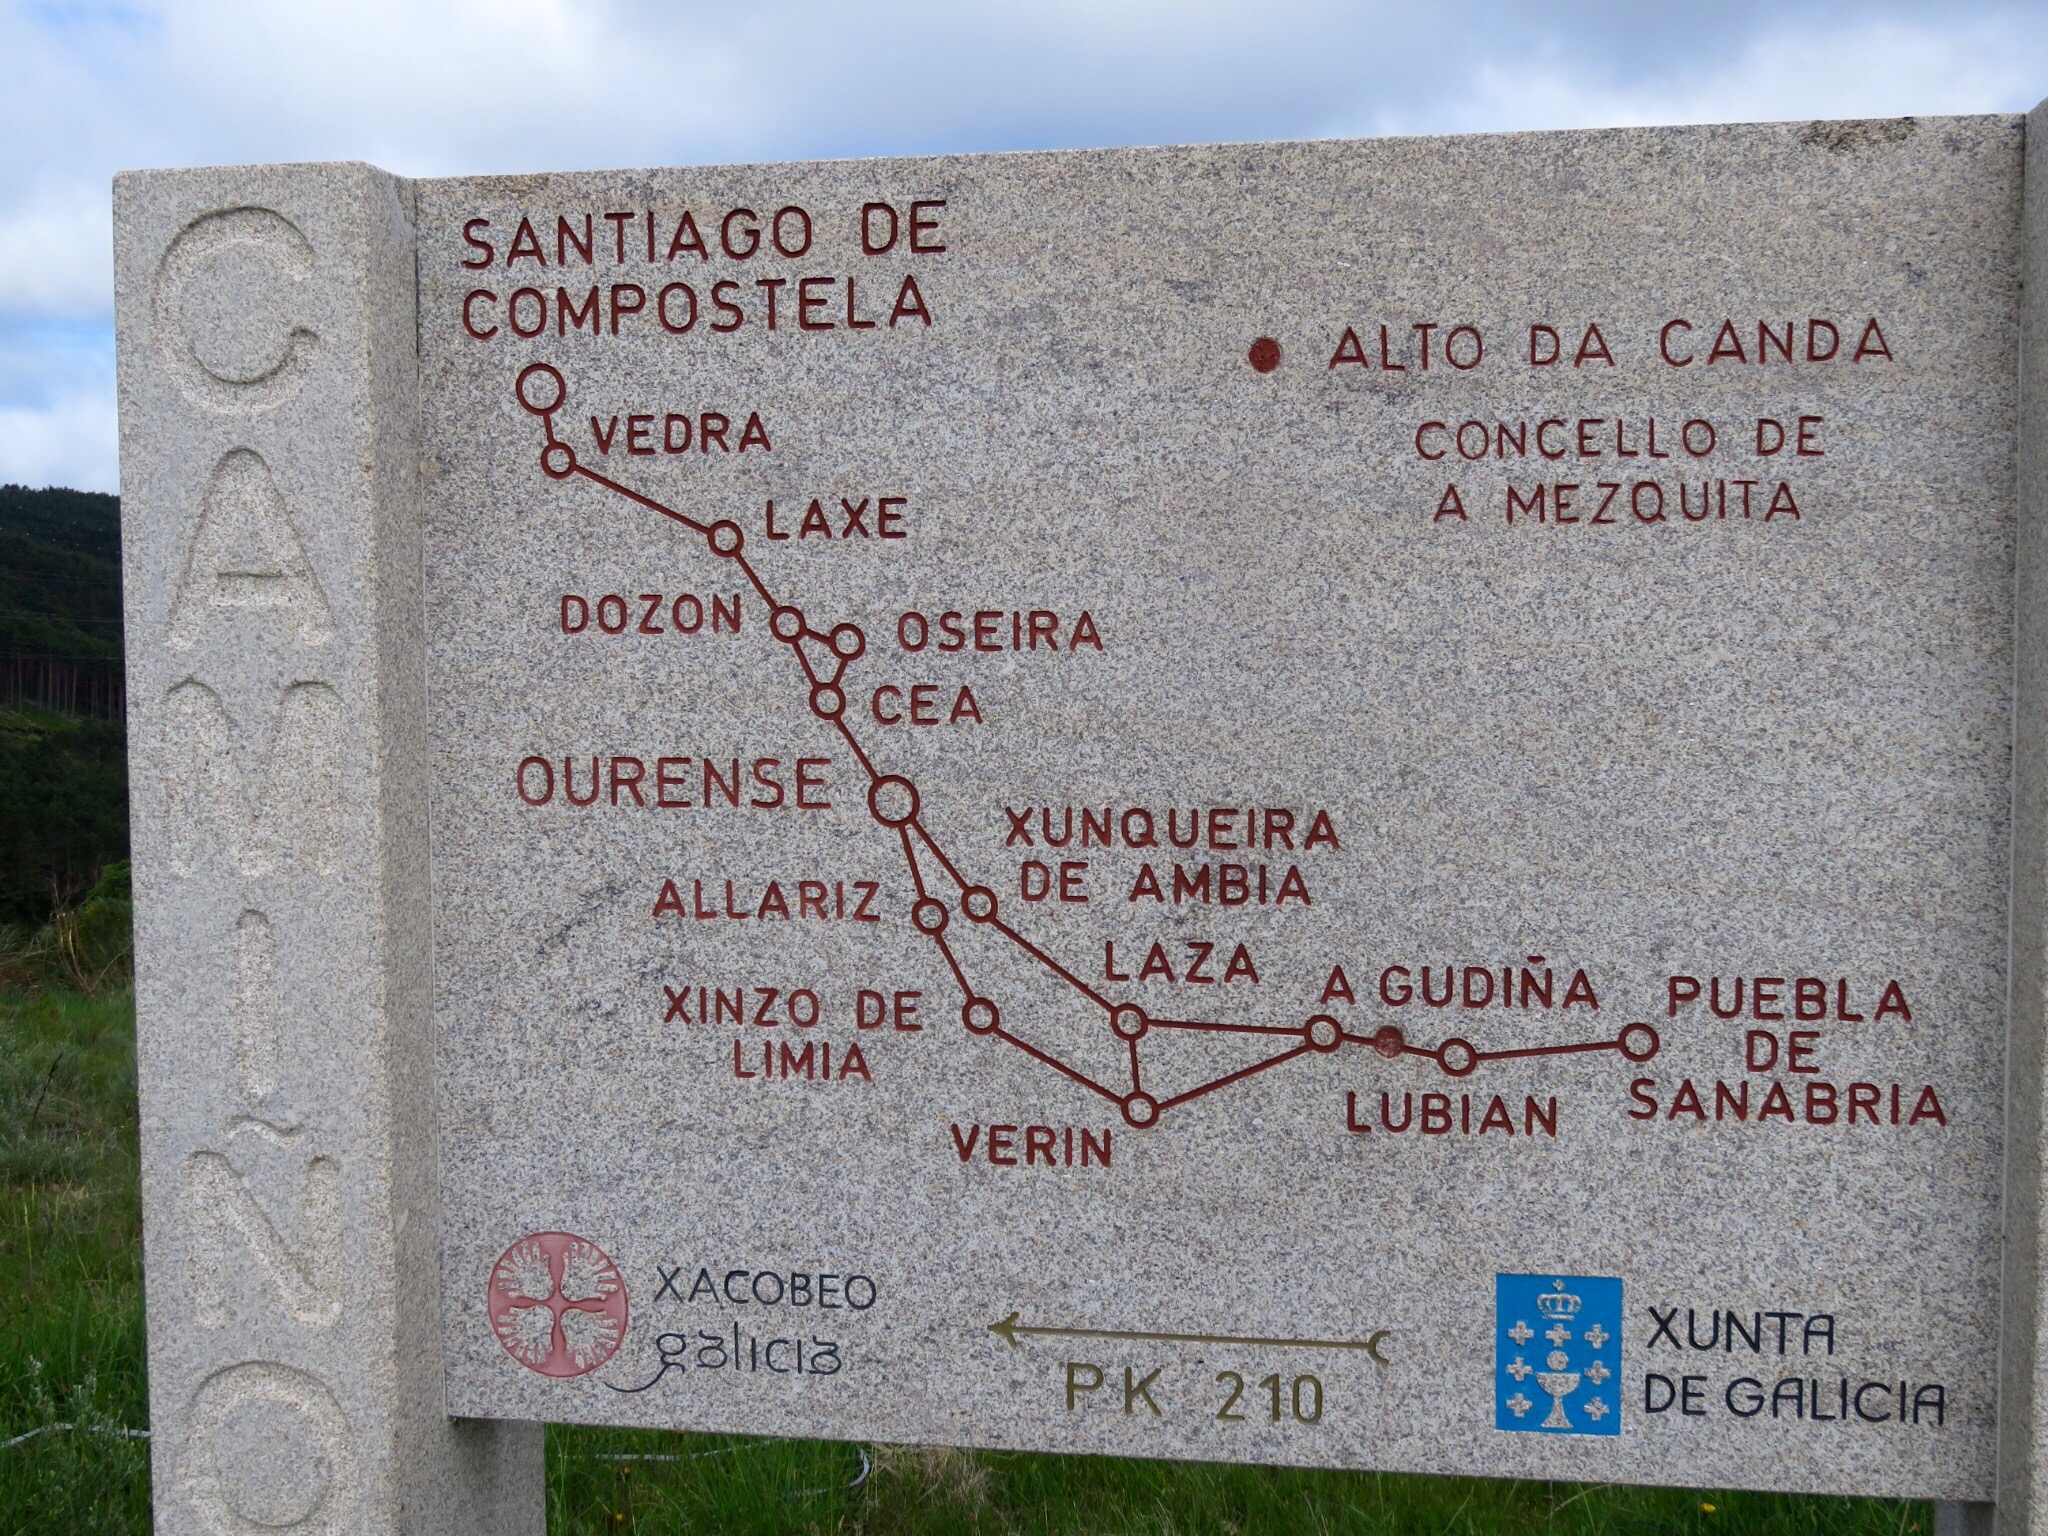 CAMIÑO
SANTIAGO DE
COMPOSTELA
VEDRA
LAXE
DOZON
OSEIRA
CEA
OURENSE
XUNQUEIRA
DE AMBIA
ALLARIZ
LAZA
XINZO DE
LIMIA
VERIN
A GUDIÑA
LUBIAN
PUEBLA
DE
SANABRIA
ALTO DA CANDA
CONCELLO DE
A MEZQUITA
XACOBEO
galicia
PK 210
XUNTA
DE GALICIA